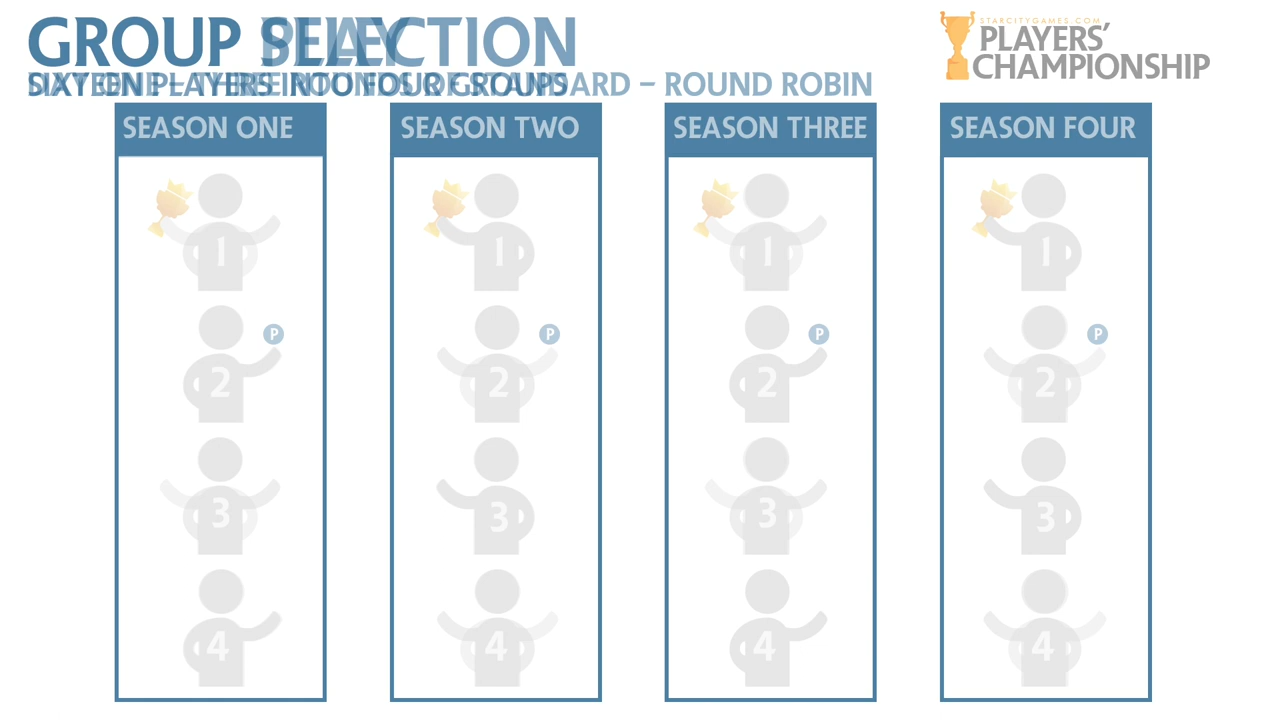 GROUP SELECTION
SIXTEEN PLAYERS INTO FOUR GROUPS
– ROUND ROBIN
STARCITYGAMES.COM
PLAYERS'
CHAMPIONSHIP
SEASON ONE
SEASON TWO
SEASON THREE
SEASON FOUR
1
1
1
1
P
P
P
P
2
2
2
2
3
3
3
3
4
4
4
4